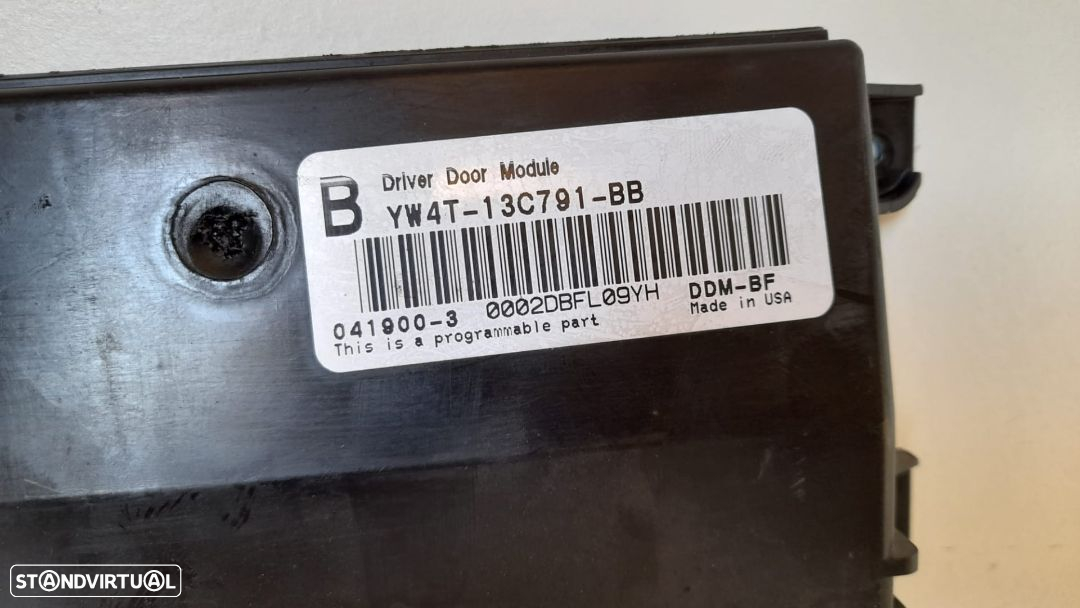 B
Driver Door Module
YW4T-13C791-BB
041900-3 0002DBFL09YH DDM-BF
This is a programmable part Made in USA
STANDVIRTUAL